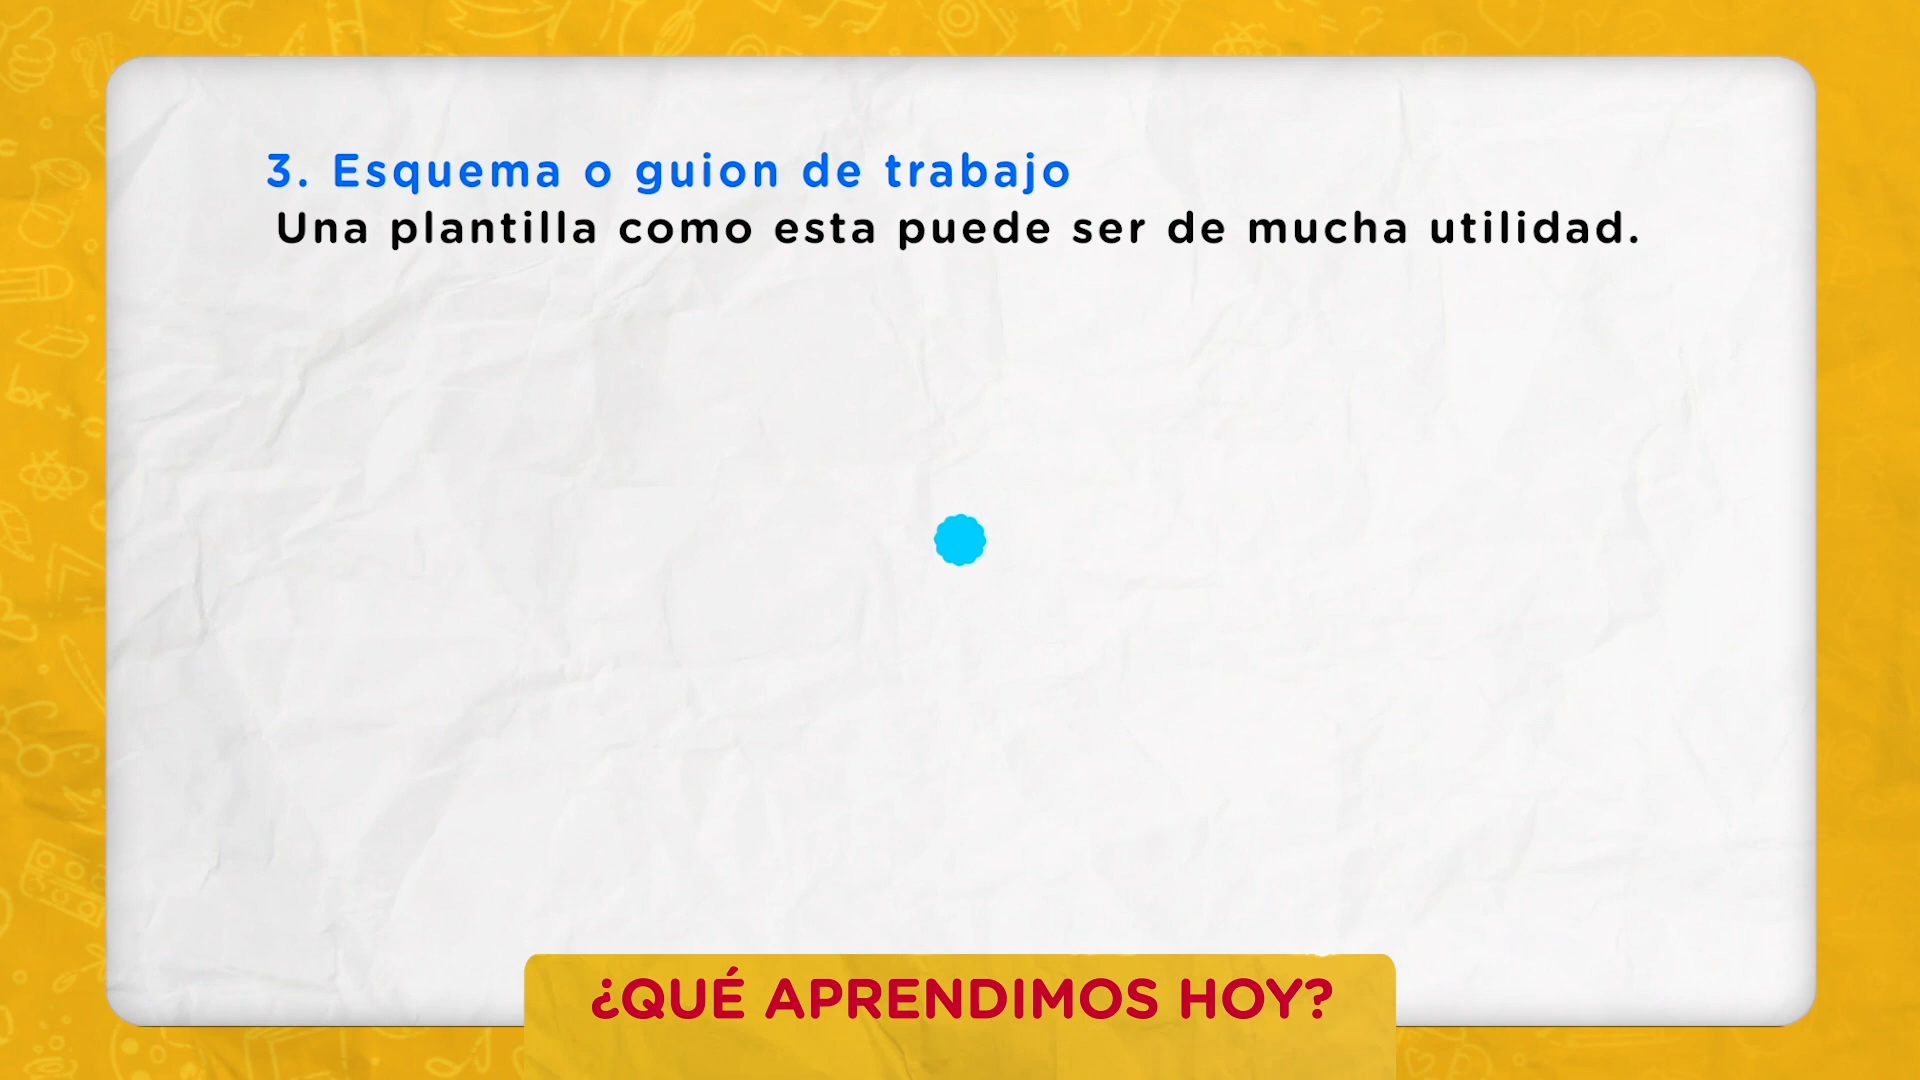 3. Esquema o guion de trabajo
Una plantilla como esta puede ser de mucha utilidad.
¿QUÉ APRENDIMOS HOY?